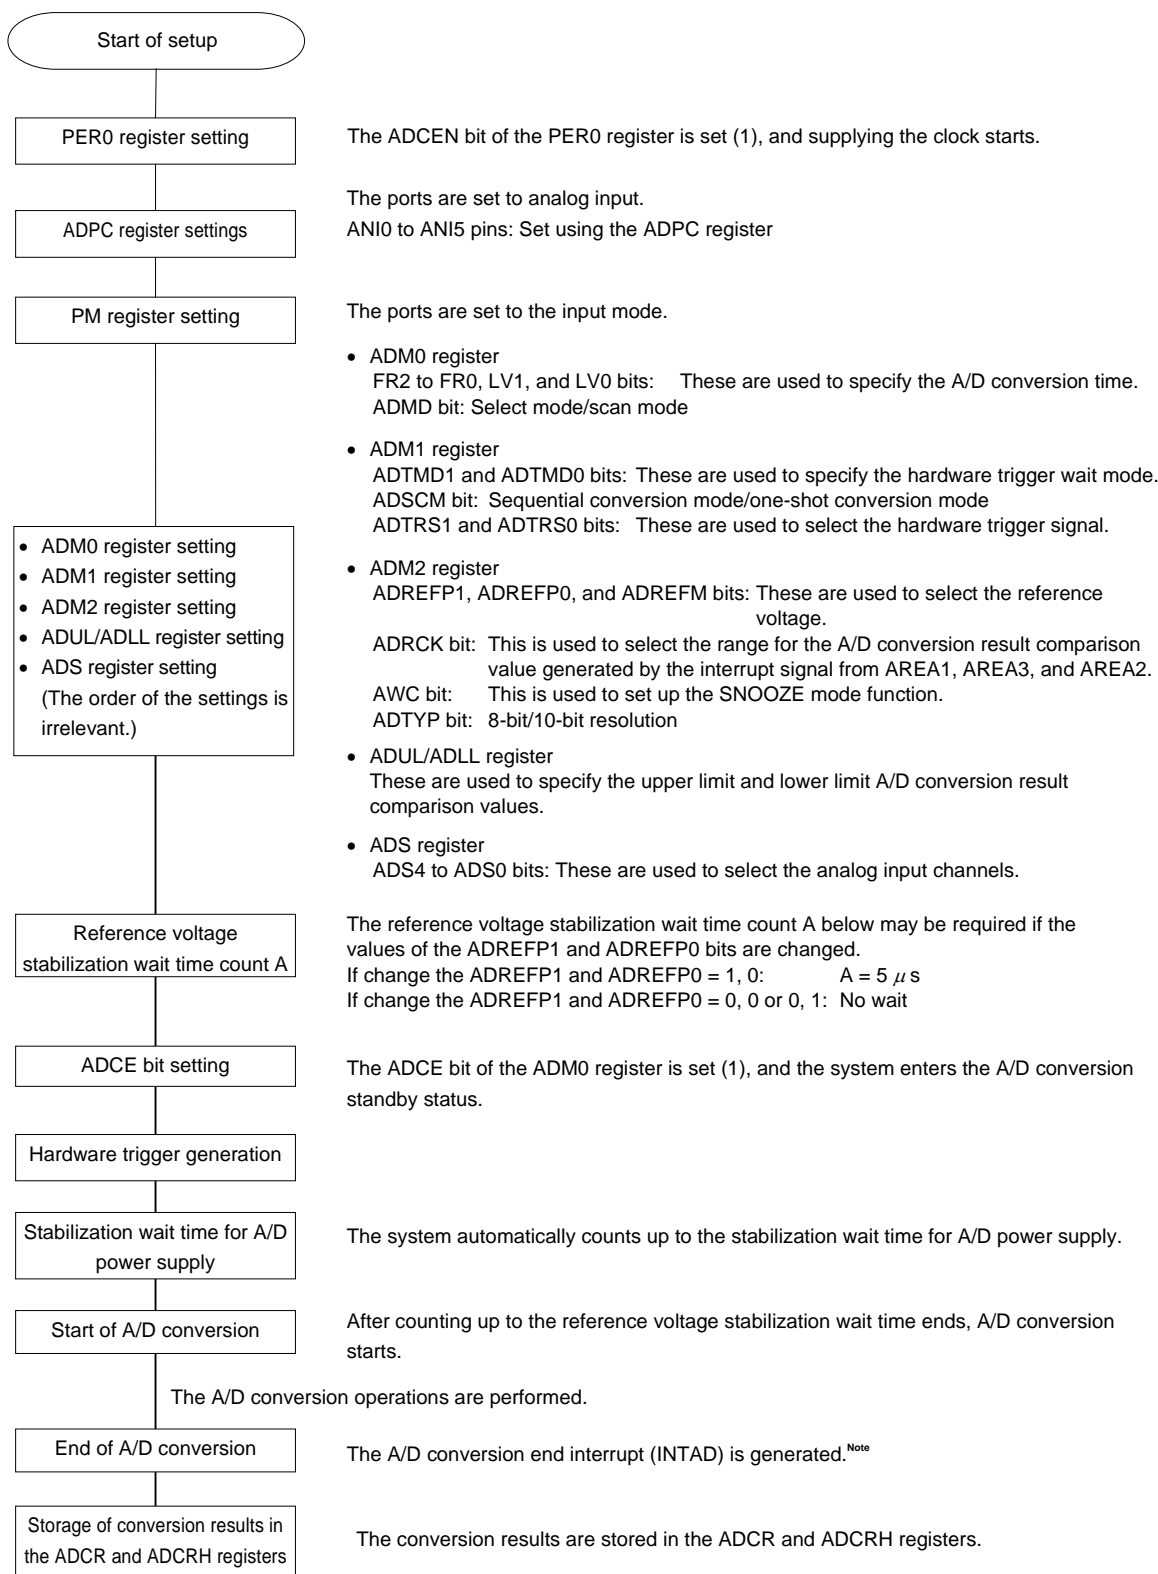 Start of setup
PER0 register setting
The ADCEN bit of the PER0 register is set (1), and supplying the clock starts.
The ports are set to analog input.
ADPC register settings
ANI0 to ANI5 pins: Set using the ADPC register
PM register setting
The ports are set to the input mode.
• ADM0 register
FR2 to FR0, LV1, and LV0 bits: These are used to specify the A/D conversion time.
ADMD bit: Select mode/scan mode
• ADM1 register
ADTMD1 and ADTMD0 bits: These are used to specify the hardware trigger wait mode.
ADSCM bit: Sequential conversion mode/one-shot conversion mode
ADTRS1 and ADTRS0 bits: These are used to select the hardware trigger signal.
• ADM0 register setting
• ADM1 register setting
• ADM2 register setting
• ADUL/ADLL register setting
• ADS register setting
(The order of the settings is
irrelevant.)
• ADM2 register
ADREFP1, ADREFP0, and ADREFM bits: These are used to select the reference
voltage.
ADRCK bit: This is used to select the range for the A/D conversion result comparison
value generated by the interrupt signal from AREA1, AREA3, and AREA2.
AWC bit: This is used to set up the SNOOZE mode function.
ADTYP bit: 8-bit/10-bit resolution
• ADUL/ADLL register
These are used to specify the upper limit and lower limit A/D conversion result
comparison values.
• ADS register
ADS4 to ADS0 bits: These are used to select the analog input channels.
Reference voltage
stabilization wait time count A
The reference voltage stabilization wait time count A below may be required if the
values of the ADREFP1 and ADREFP0 bits are changed.
If change the ADREFP1 and ADREFP0 = 1, 0: A = 5 μ s
If change the ADREFP1 and ADREFP0 = 0, 0 or 0, 1: No wait
ADCE bit setting
The ADCE bit of the ADM0 register is set (1), and the system enters the A/D conversion
standby status.
Hardware trigger generation
Stabilization wait time for A/D
power supply
The system automatically counts up to the stabilization wait time for A/D power supply.
Start of A/D conversion
After counting up to the reference voltage stabilization wait time ends, A/D conversion
starts.
The A/D conversion operations are performed.
End of A/D conversion
The A/D conversion end interrupt (INTAD) is generated.Note
Storage of conversion results in
the ADCR and ADCRH registers
The conversion results are stored in the ADCR and ADCRH registers.